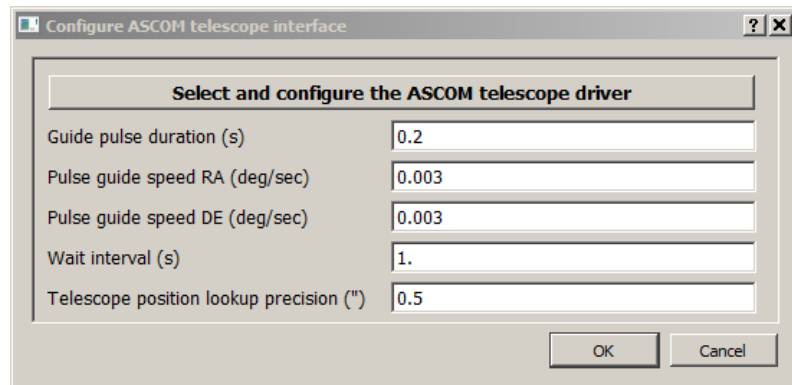 Configure ASCOM telescope interface
Select and configure the ASCOM telescope driver
Guide pulse duration (s) 0.2
Pulse guide speed RA (deg/sec) 0.003
Pulse guide speed DE (deg/sec) 0.003
Wait interval (s) 1.
Telescope position lookup precision (") 0.5
OK Cancel